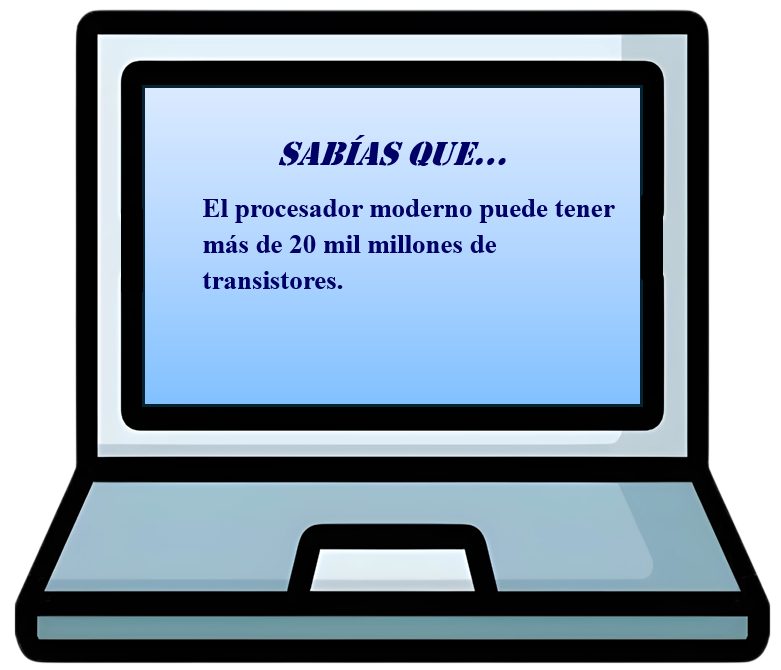 SABÍAS QUE...
El procesador moderno puede tener
más de 20 mil millones de
transistores.